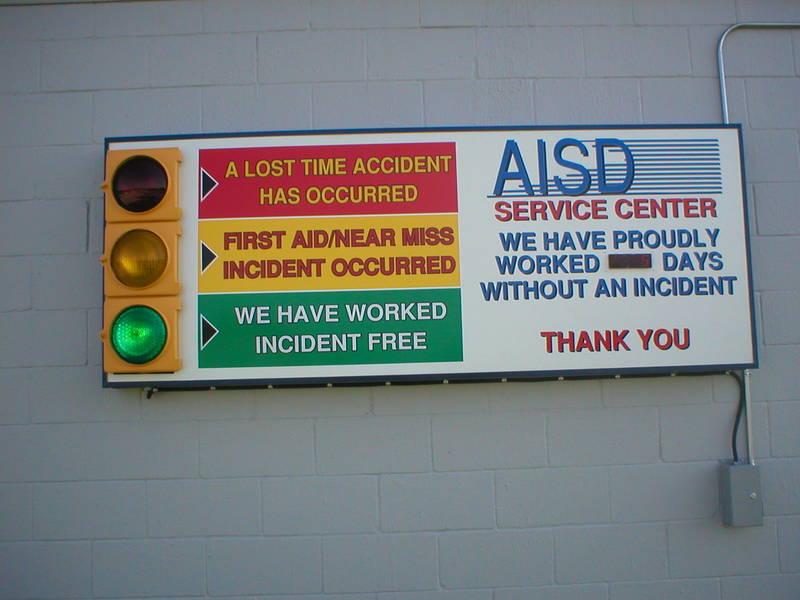 A LOST TIME ACCIDENT
HAS OCCURRED
FIRST AID/NEAR MISS
INCIDENT OCCURRED
WE HAVE WORKED
INCIDENT FREE
AISD
SERVICE CENTER
WE HAVE PROUDLY
WORKED DAYS
WITHOUT AN INCIDENT
THANK YOU